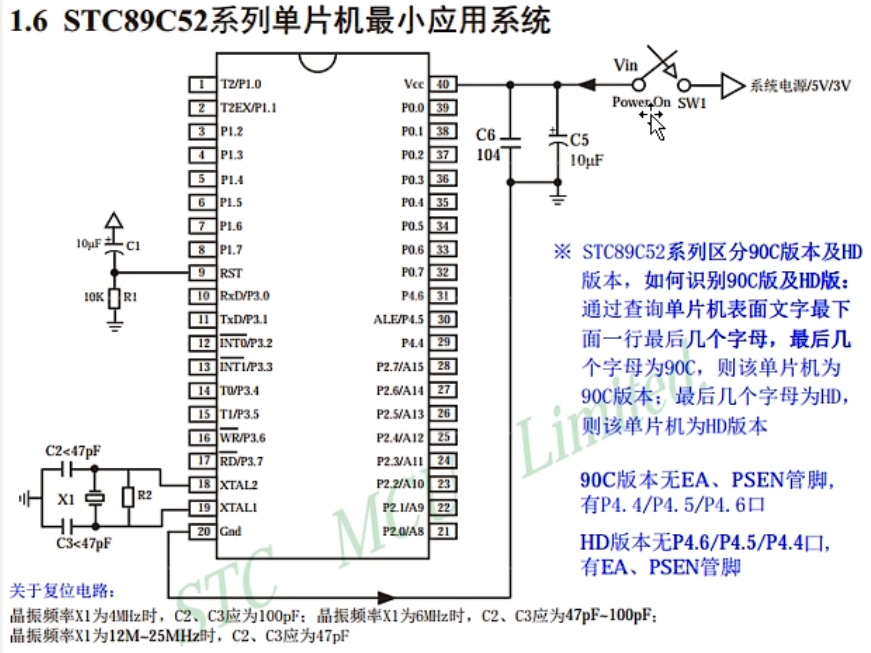 1.6 STC89C52系列单片机最小应用系统
1 T2/P1.0
2 T2EX/P1.1
3 P1.2
4 P1.3
5 P1.4
6 P1.5
7 P1.6
8 P1.7
9 RST
10 RxD/P3.0
11 TxD/P3.1
12 INT0/P3.2
13 INT1/P3.3
14 T0/P3.4
15 T1/P3.5
16 WR/P3.6
17 RD/P3.7
18 XTAL2
19 XTAL1
20 Gnd
Vcc 40
P0.0 39
P0.1 38
P0.2 37
P0.3 36
P0.4 35
P0.5 34
P0.6 33
P0.7 32
P4.6 31
ALE/P4.5 30
P4.4 29
P2.7/A15 28
P2.6/A14 27
P2.5/A13 26
P2.4/A12 25
P2.3/A11 24
P2.2/A10 23
P2.1/A9 22
P2.0/A8 21
10μF + C1
10K R1
C2<47pF
X1 R2
C3<47pF
Vin
Power On SW1
系统电源/5V/3V
C6
104
+ C5
10μF
※ STC89C52系列区分90C版本及HD
版本，如何识别90C版及HD版：
通过查询单片机表面文字最下
面一行最后几个字母，最后几
个字母为90C，则该单片机为
90C版本；最后几个字母为HD，
则该单片机为HD版本
90C版本无EA、PSEN管脚，
有P4.4/P4.5/P4.6口
HD版本无P4.6/P4.5/P4.4口，
有EA、PSEN管脚
STC MCU Limited.
关于复位电路：
晶振频率X1为4MHz时，C2、C3应为100pF；晶振频率X1为6MHz时，C2、C3应为47pF~100pF；
晶振频率X1为12M~25MHz时，C2、C3应为47pF